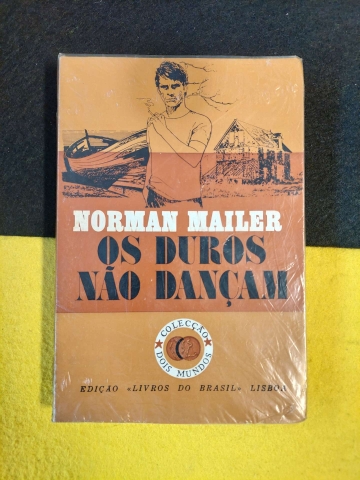 NORMAN MAILER
OS DUROS
NÃO DANÇAM
COLECÇÃO
DOIS MUNDOS
EDIÇÃO «LIVROS DO BRASIL» LISBOA